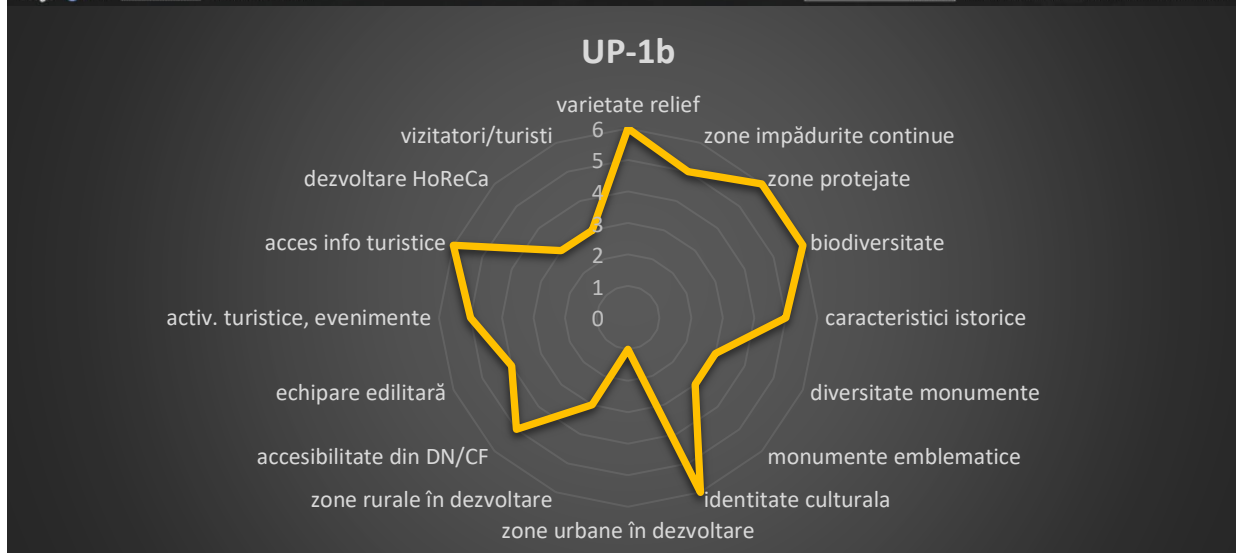 UP-1b
varietate relief
zone impădurite continue
zone protejate
biodiversitate
caracteristici istorice
diversitate monumente
monumente emblematice
identitate culturala
zone urbane în dezvoltare
zone rurale în dezvoltare
accesibilitate din DN/CF
echipare edilitară
activ. turistice, evenimente
acces info turistice
dezvoltare HoReCa
vizitatori/turisti
6
5
4
3
2
1
0